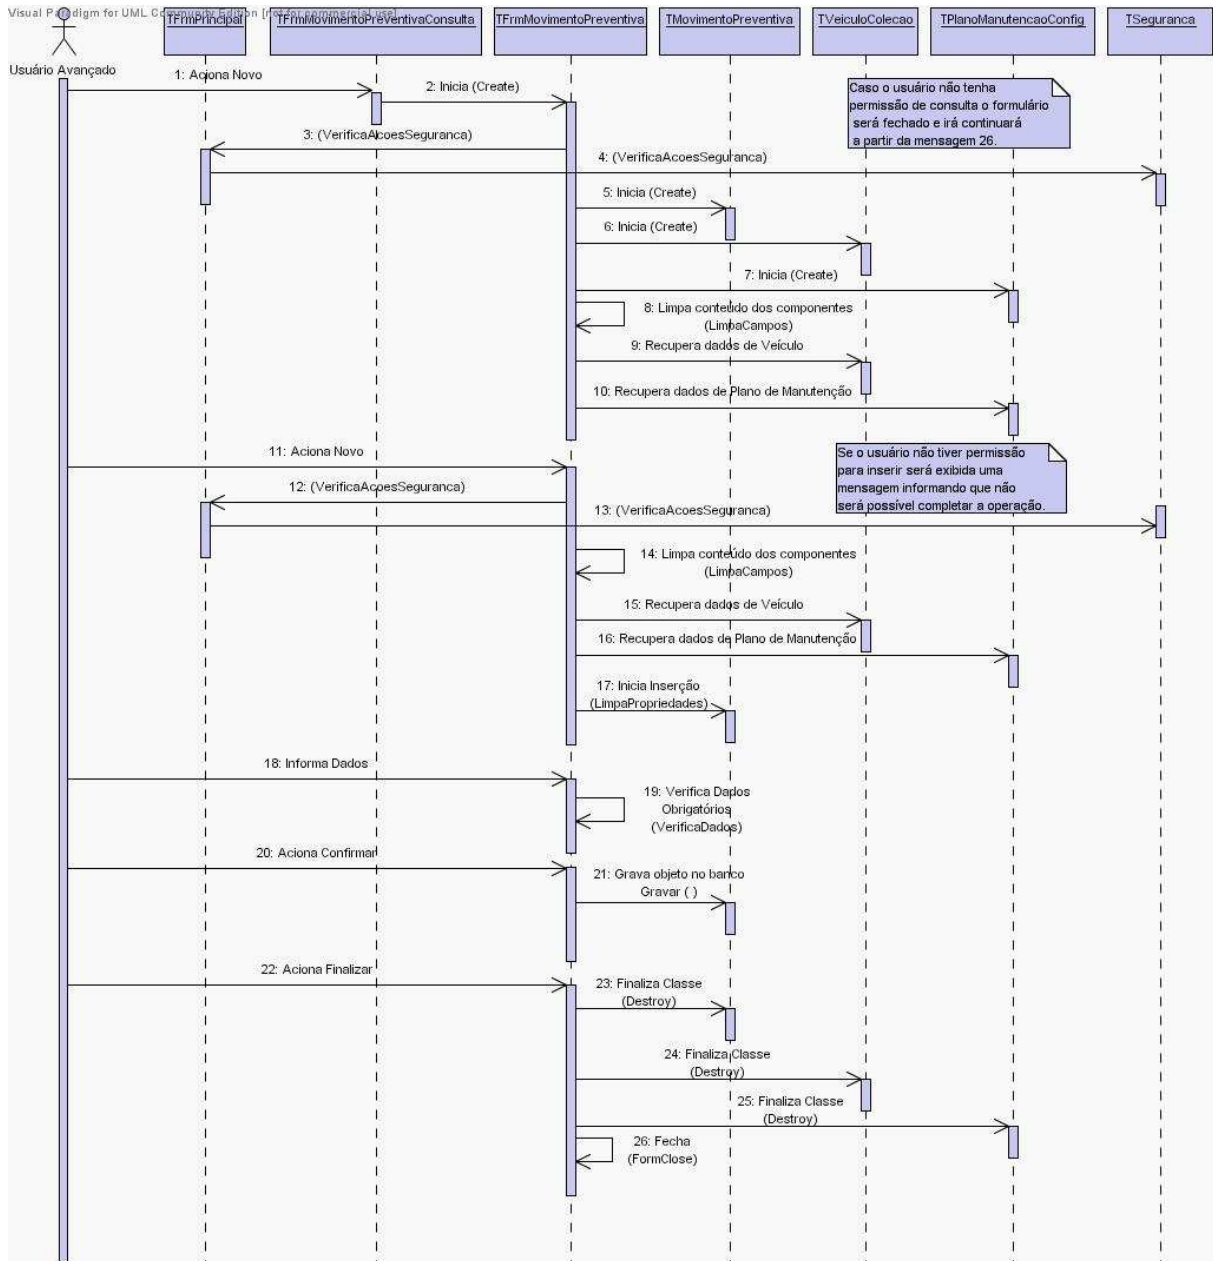 Visual Paradigm for UML Community Edition [not for commercial use]
TFrmPrincipal
TFrmMovimentoPreventivaConsulta
TFrmMovimentoPreventiva
TMovimentoPreventiva
TVeiculoColecao
TPlanoManutencaoConfig
TSeguranca
Usuário Avançado
1: Aciona Novo
2: Inicia (Create)
Caso o usuário não tenha
permissão de consulta o formulário
será fechado e irá continuará
a partir da mensagem 26.
3: (VerificaAcoesSeguranca)
4: (VerificaAcoesSeguranca)
5: Inicia (Create)
6: Inicia (Create)
7: Inicia (Create)
8: Limpa conteúdo dos componentes
(LimpaCampos)
9: Recupera dados de Veículo
10: Recupera dados de Plano de Manutenção
11: Aciona Novo
Se o usuário não tiver permissão
para inserir será exibida uma
mensagem informando que não
será possível completar a operação.
12: (VerificaAcoesSeguranca)
13: (VerificaAcoesSeguranca)
14: Limpa conteúdo dos componentes
(LimpaCampos)
15: Recupera dados de Veículo
16: Recupera dados de Plano de Manutenção
17: Inicia Inserção
(LimpaPropriedades)
18: Informa Dados
19: Verifica Dados
Obrigatórios
(VerificaDados)
20: Aciona Confirmar
21: Grava objeto no banco
Gravar ( )
22: Aciona Finalizar
23: Finaliza Classe
(Destroy)
24: Finaliza Classe
(Destroy)
25: Finaliza Classe
(Destroy)
26: Fecha
(FormClose)